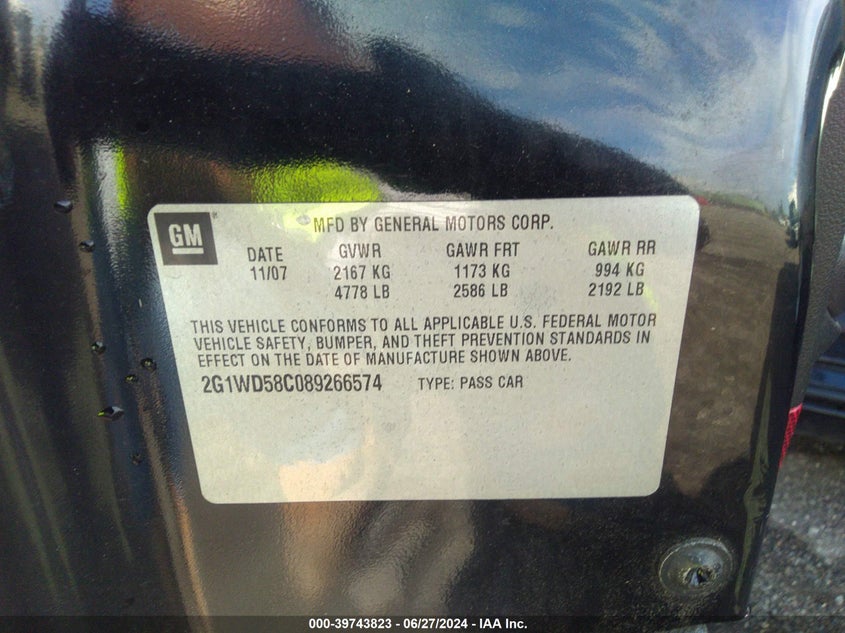 GM
MFD BY GENERAL MOTORS CORP.
DATE GVWR GAWR FRT GAWR RR
11/07 2167 KG 1173 KG 994 KG
4778 LB 2586 LB 2192 LB
THIS VEHICLE CONFORMS TO ALL APPLICABLE U.S. FEDERAL MOTOR
VEHICLE SAFETY, BUMPER, AND THEFT PREVENTION STANDARDS IN
EFFECT ON THE DATE OF MANUFACTURE SHOWN ABOVE.
2G1WD58C089266574 TYPE: PASS CAR
000-39743823 / 06/27/2024 - IAA Inc.